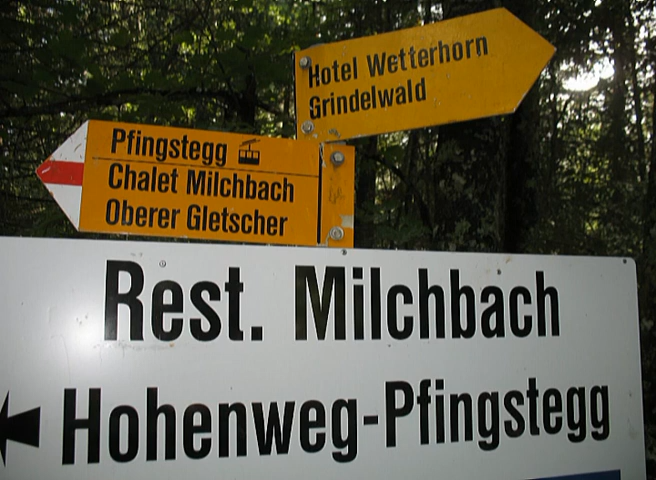 Hotel Wetterhorn
Grindelwald
Pfingstegg
Chalet Milchbach
Oberer Gletscher
Rest. Milchbach
Hohenweg-Pfingstegg